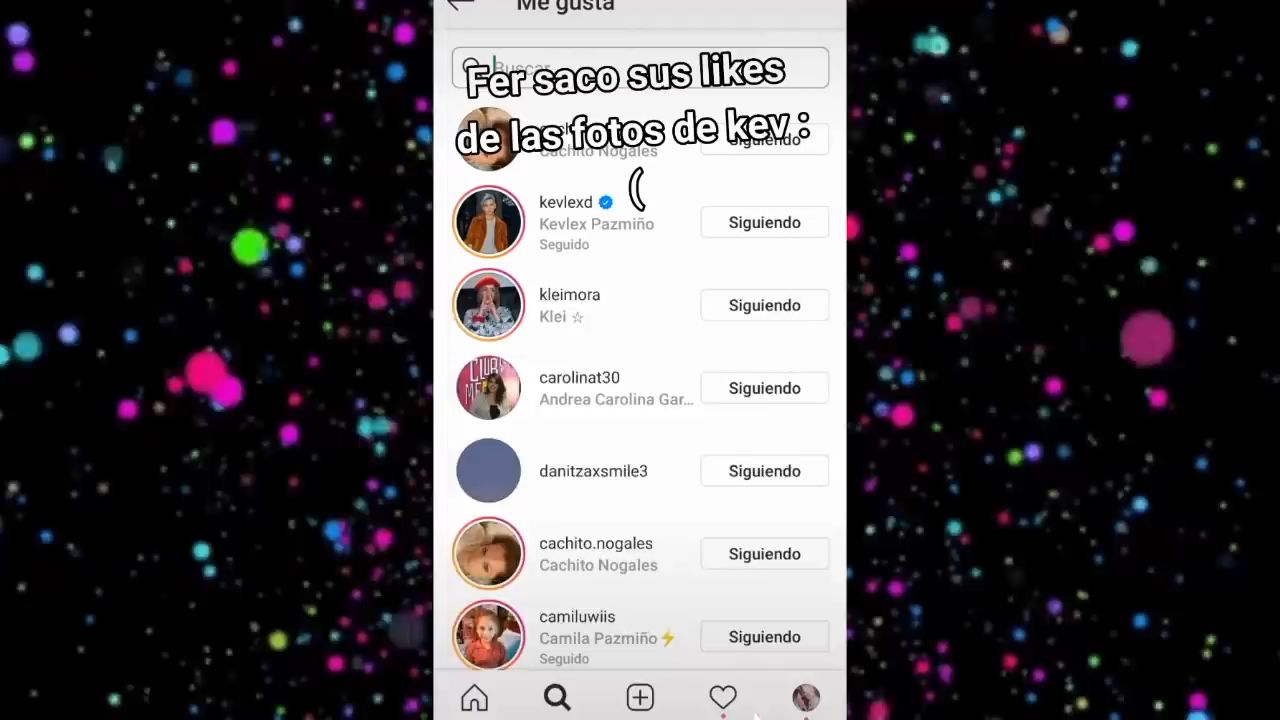 Me gusta
Buscar
Fer saco sus likes
de las fotos de kev :
(
Cachito Nogales
Siguiendo
kevlexd
Kevlex Pazmiño
Seguido
Siguiendo
kleimora
Klei ☆
Siguiendo
CLUB
carolinat30
Andrea Carolina Gar...
Siguiendo
danitzaxsmile3
Siguiendo
cachito.nogales
Cachito Nogales
Siguiendo
camiluwiis
Camila Pazmiño⚡
Seguido
Siguiendo